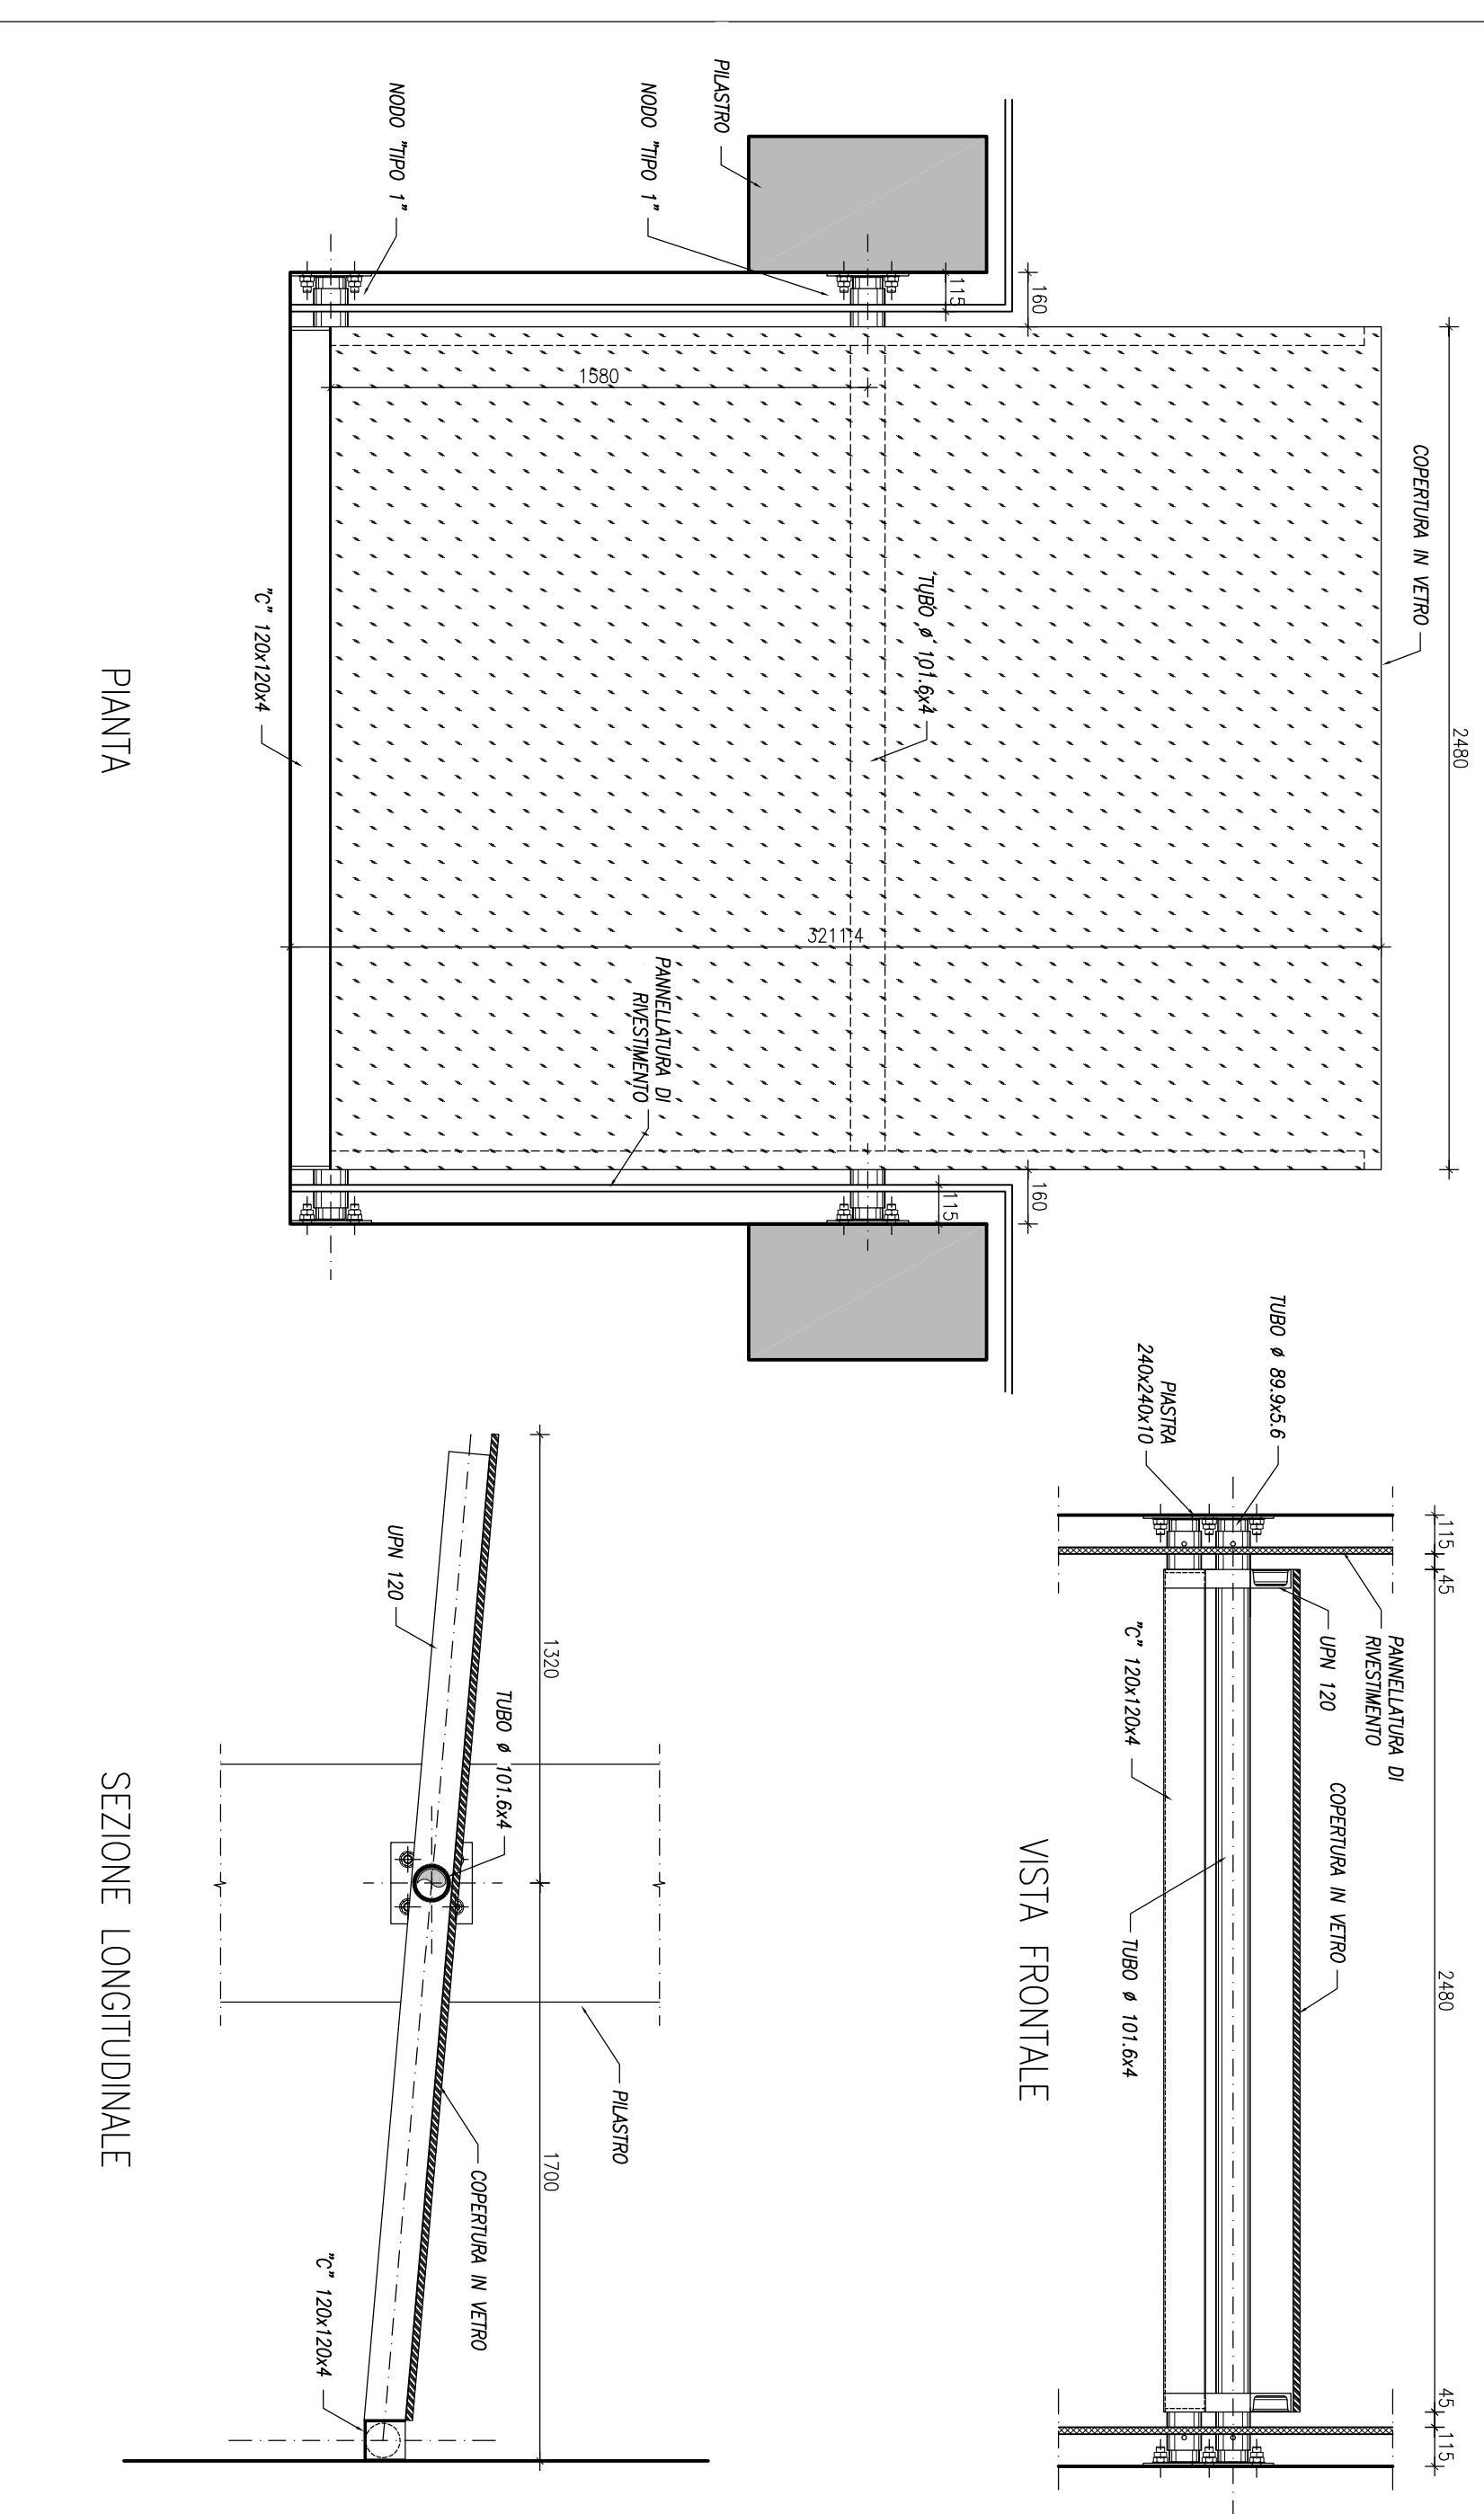 PILASTRO
NODO "TIPO 1"
NODO "TIPO 1"
115
160
2480
1580
COPERTURA IN VETRO
TUBO ø 101.6x4
"C" 120x120x4
3211.4
PANNELLATURA DI
RIVESTIMENTO
160
115
PIANTA
TUBO ø 89.9x5.6
PIASTRA
240x240x10
115
45
2480
45
115
PANNELLATURA DI
RIVESTIMENTO
UPN 120
COPERTURA IN VETRO
"C" 120x120x4
TUBO ø 101.6x4
VISTA FRONTALE
1320
1700
UPN 120
TUBO ø 101.6x4
PILASTRO
COPERTURA IN VETRO
"C" 120x120x4
SEZIONE LONGITUDINALE